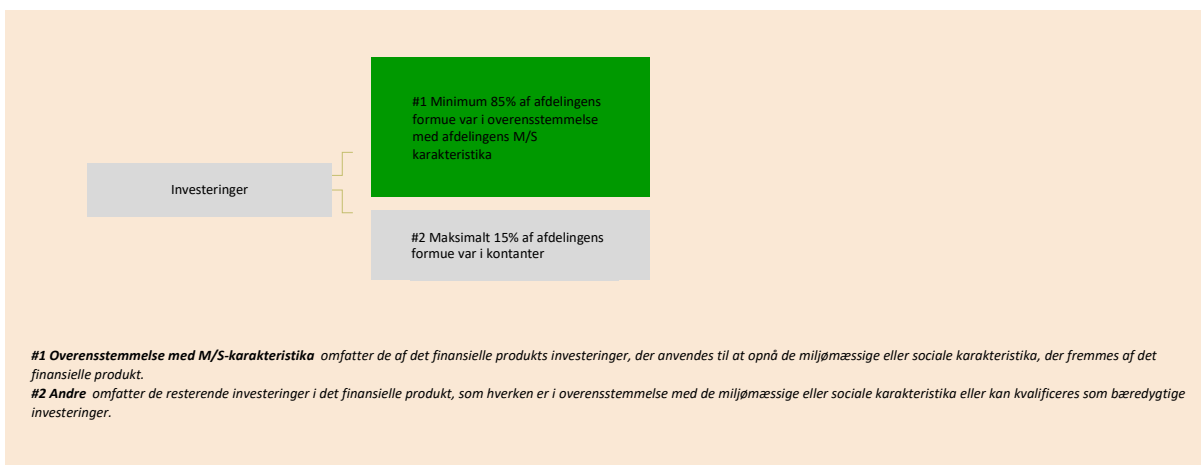 #1 Minimum 85% af afdelingens
formue var i overensstemmelse
med afdelingens M/S
karakteristika
Investeringer
#2 Maksimalt 15% af afdelingens
formue var i kontanter
#1 Overensstemmelse med M/S-karakteristika omfatter de af det finansielle produkts investeringer, der anvendes til at opnå de miljømæssige eller sociale karakteristika, der fremmes af det
finansielle produkt.
#2 Andre omfatter de resterende investeringer i det finansielle produkt, som hverken er i overensstemmelse med de miljømæssige eller sociale karakteristika eller kan kvalificeres som bæredygtige
investeringer.